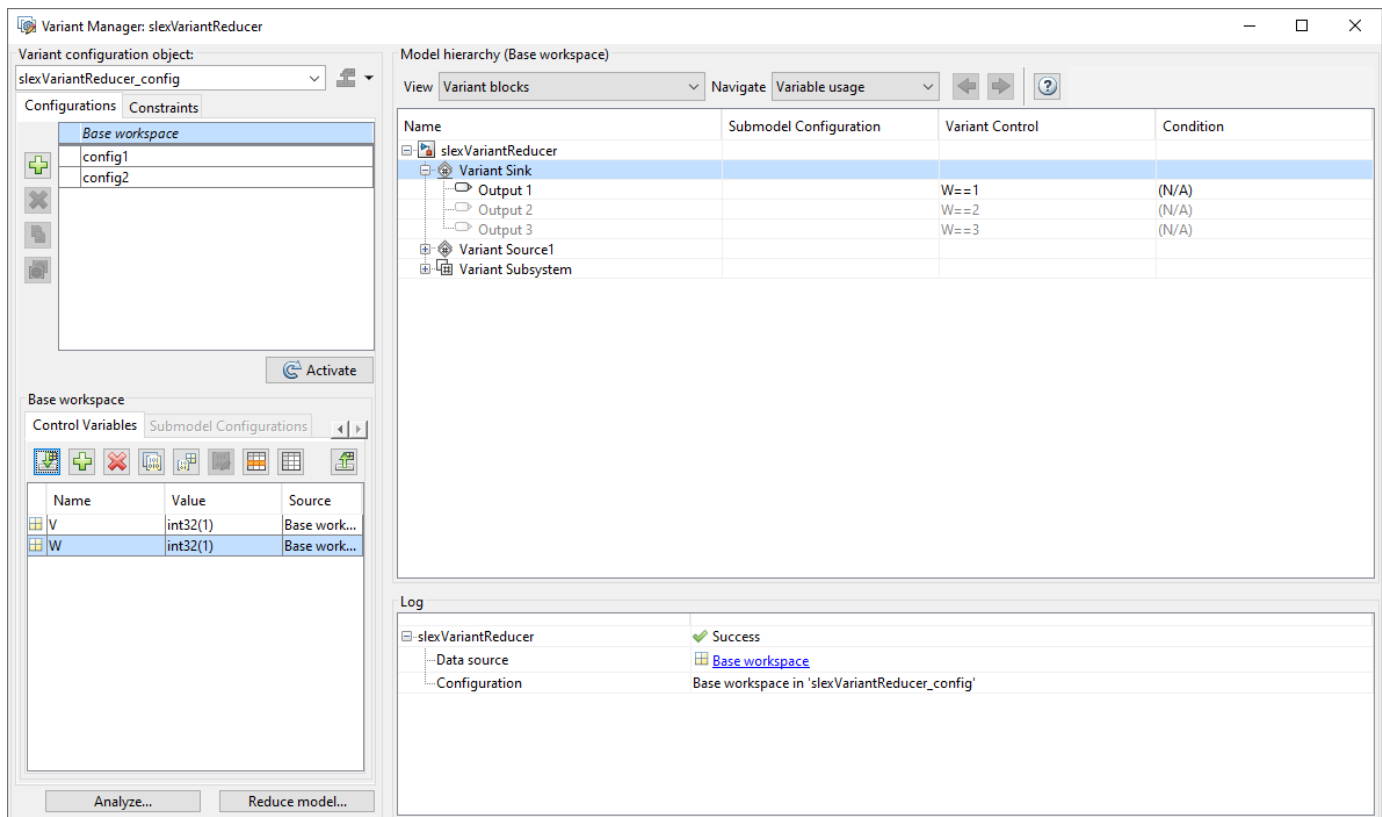 Variant Manager: slexVariantReducer
Variant configuration object:
slexVariantReducer_config
Configurations Constraints
Base workspace
config1
config2
Activate
Base workspace
Control Variables Submodel Configurations
Name Value Source
V int32(1) Base work...
W int32(1) Base work...
Analyze... Reduce model...
Model hierarchy (Base workspace)
View Variant blocks Navigate Variable usage
Name Submodel Configuration Variant Control Condition
slexVariantReducer
Variant Sink
Output 1 W==1 (N/A)
Output 2 W==2 (N/A)
Output 3 W==3 (N/A)
Variant Source1
Variant Subsystem
Log
slexVariantReducer Success
Data source Base workspace
Configuration Base workspace in 'slexVariantReducer_config'